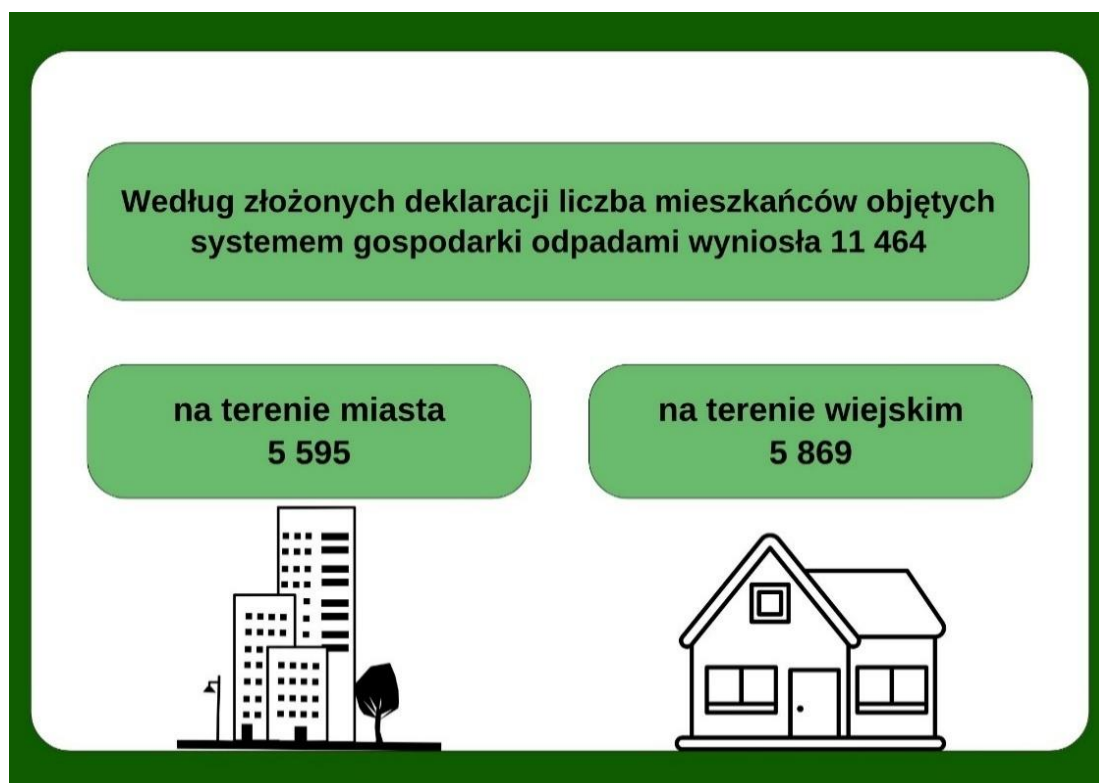 Według złożonych deklaracji liczba mieszkańców objętych
systemem gospodarki odpadami wyniosła 11 464
na terenie miasta
5 595
na terenie wiejskim
5 869